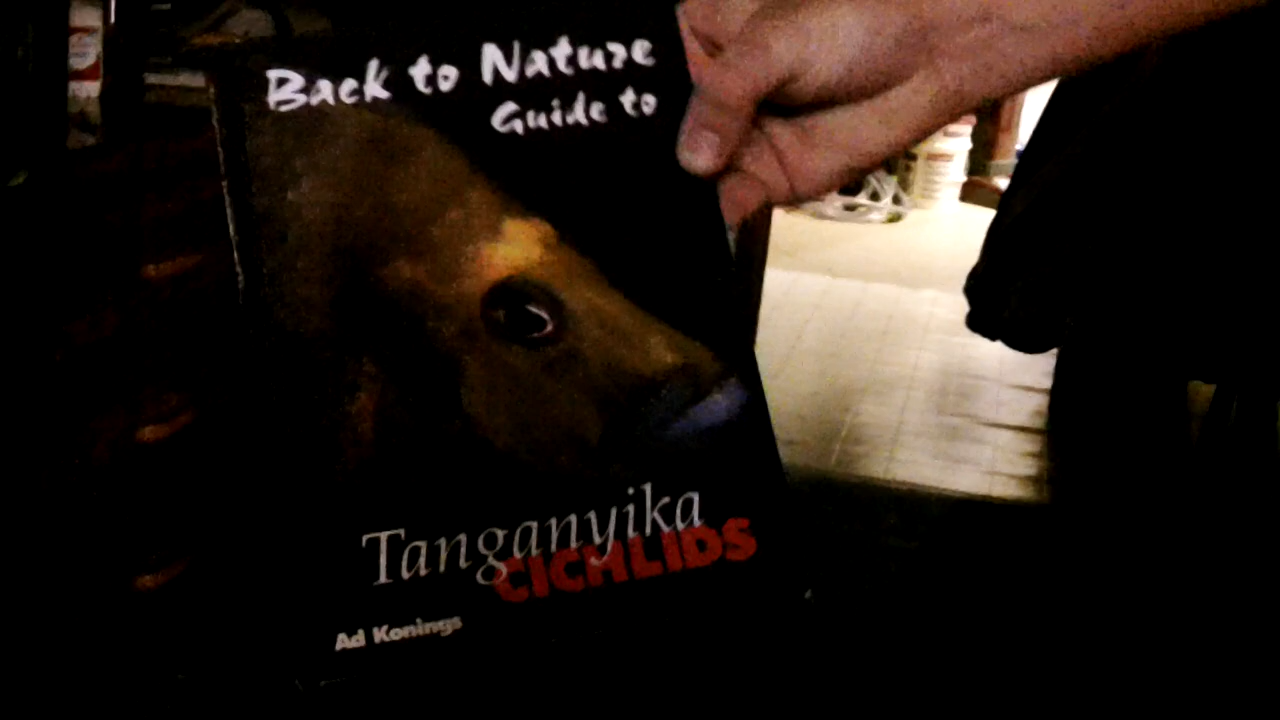 Back to Nature
Guide to
Tanganyika
CICHLIDS
Ad Konings